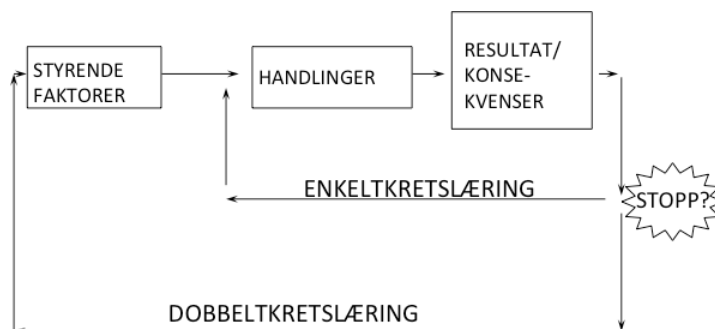 STYRENDE
FAKTORER
HANDLINGER
RESULTAT/
KONSE-
KVENSER
ENKELTKRETSLÆRING
STOPP?
DOBBELTKRETSLÆRING